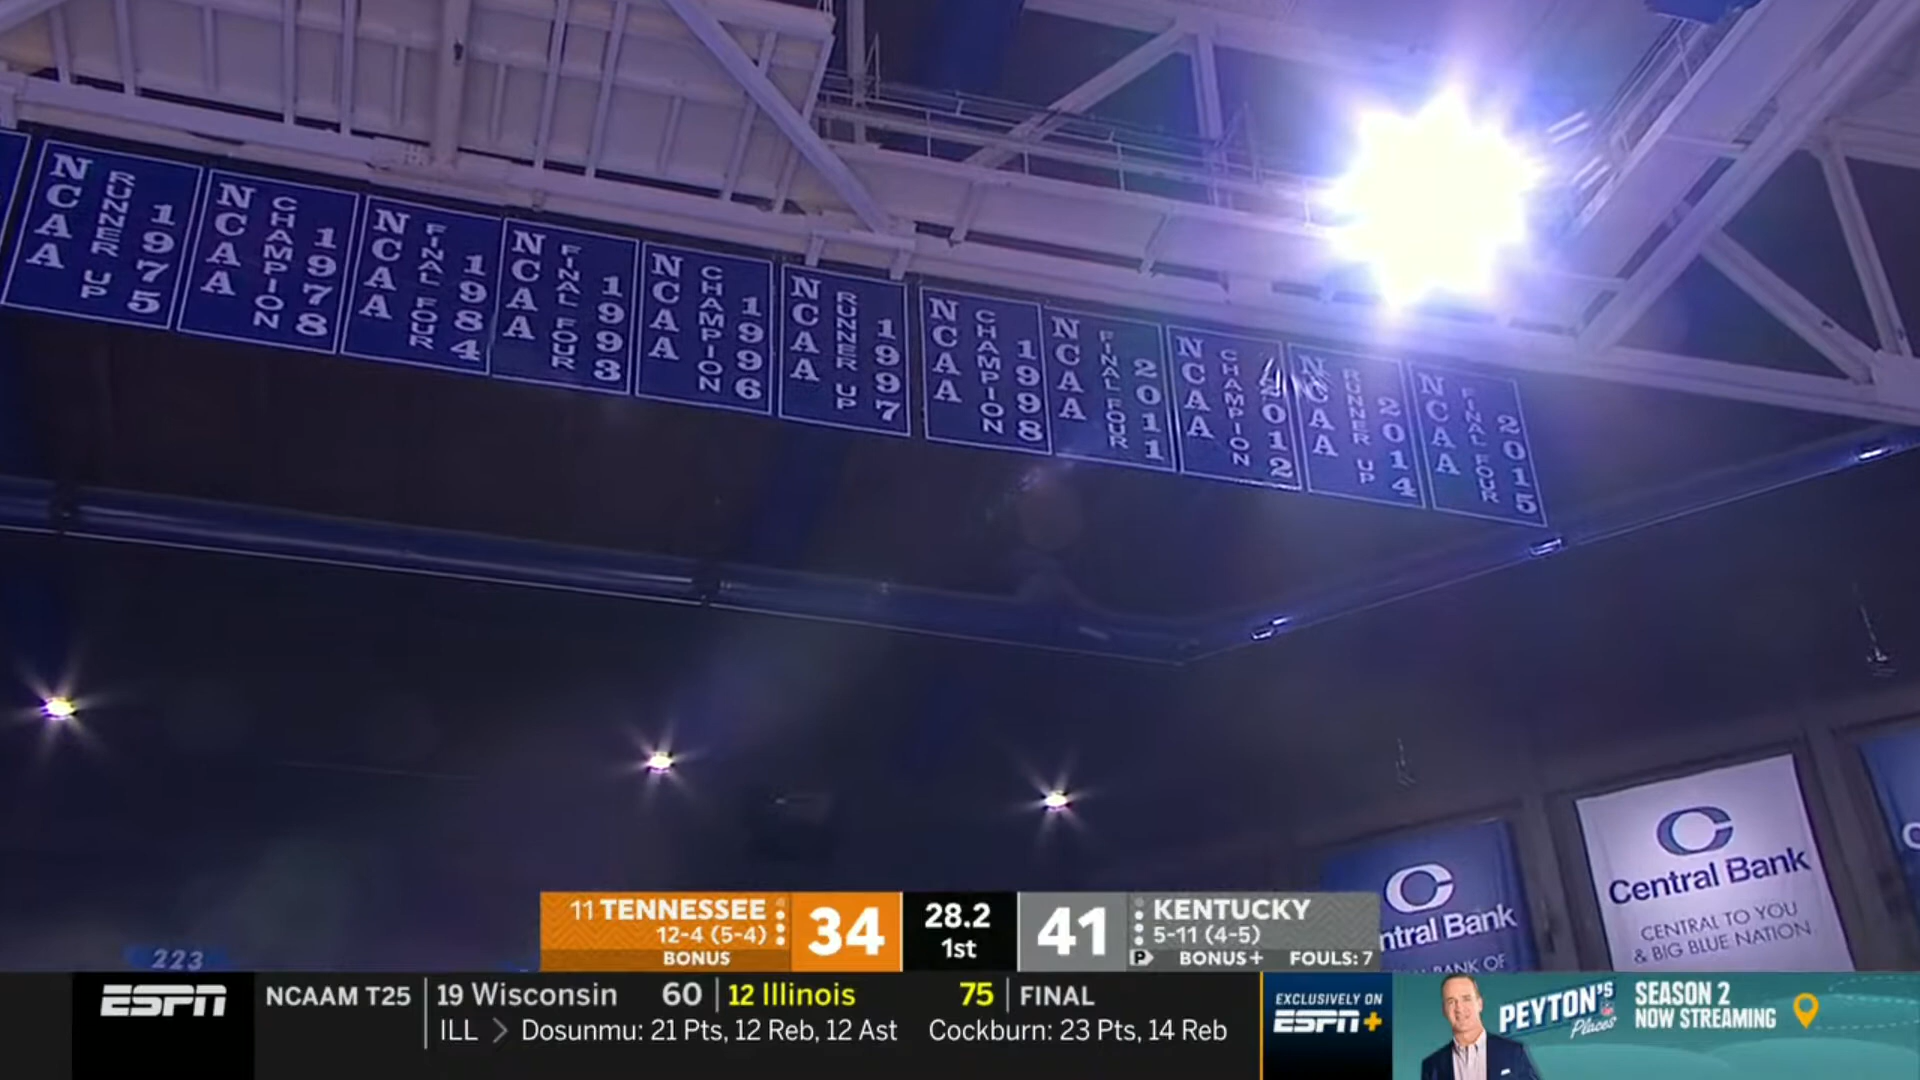 NCAA RUNNER UP 1975
NCAA CHAMPION 1978
NCAA FINAL FOUR 1984
NCAA FINAL FOUR 1993
NCAA CHAMPION 1996
NCAA RUNNER UP 1997
NCAA CHAMPION 1998
NCAA FINAL FOUR 2011
NCAA CHAMPION 2012
NCAA RUNNER UP 2014
NCAA FINAL FOUR 2015
Central Bank
CENTRAL TO YOU
& BIG BLUE NATION
ntral Bank
BANK OF
223
11 TENNESSEE
12-4 (5-4)
BONUS
34
28.2
1st
41
KENTUCKY
5-11 (4-5)
P BONUS+ FOULS: 7
ESPN
NCAAM T25
19 Wisconsin 60
12 Illinois 75
FINAL
ILL > Dosunmu: 21 Pts, 12 Reb, 12 Ast Cockburn: 23 Pts, 14 Reb
EXCLUSIVELY ON
ESPN+
PEYTON'S
Places
SEASON 2
NOW STREAMING